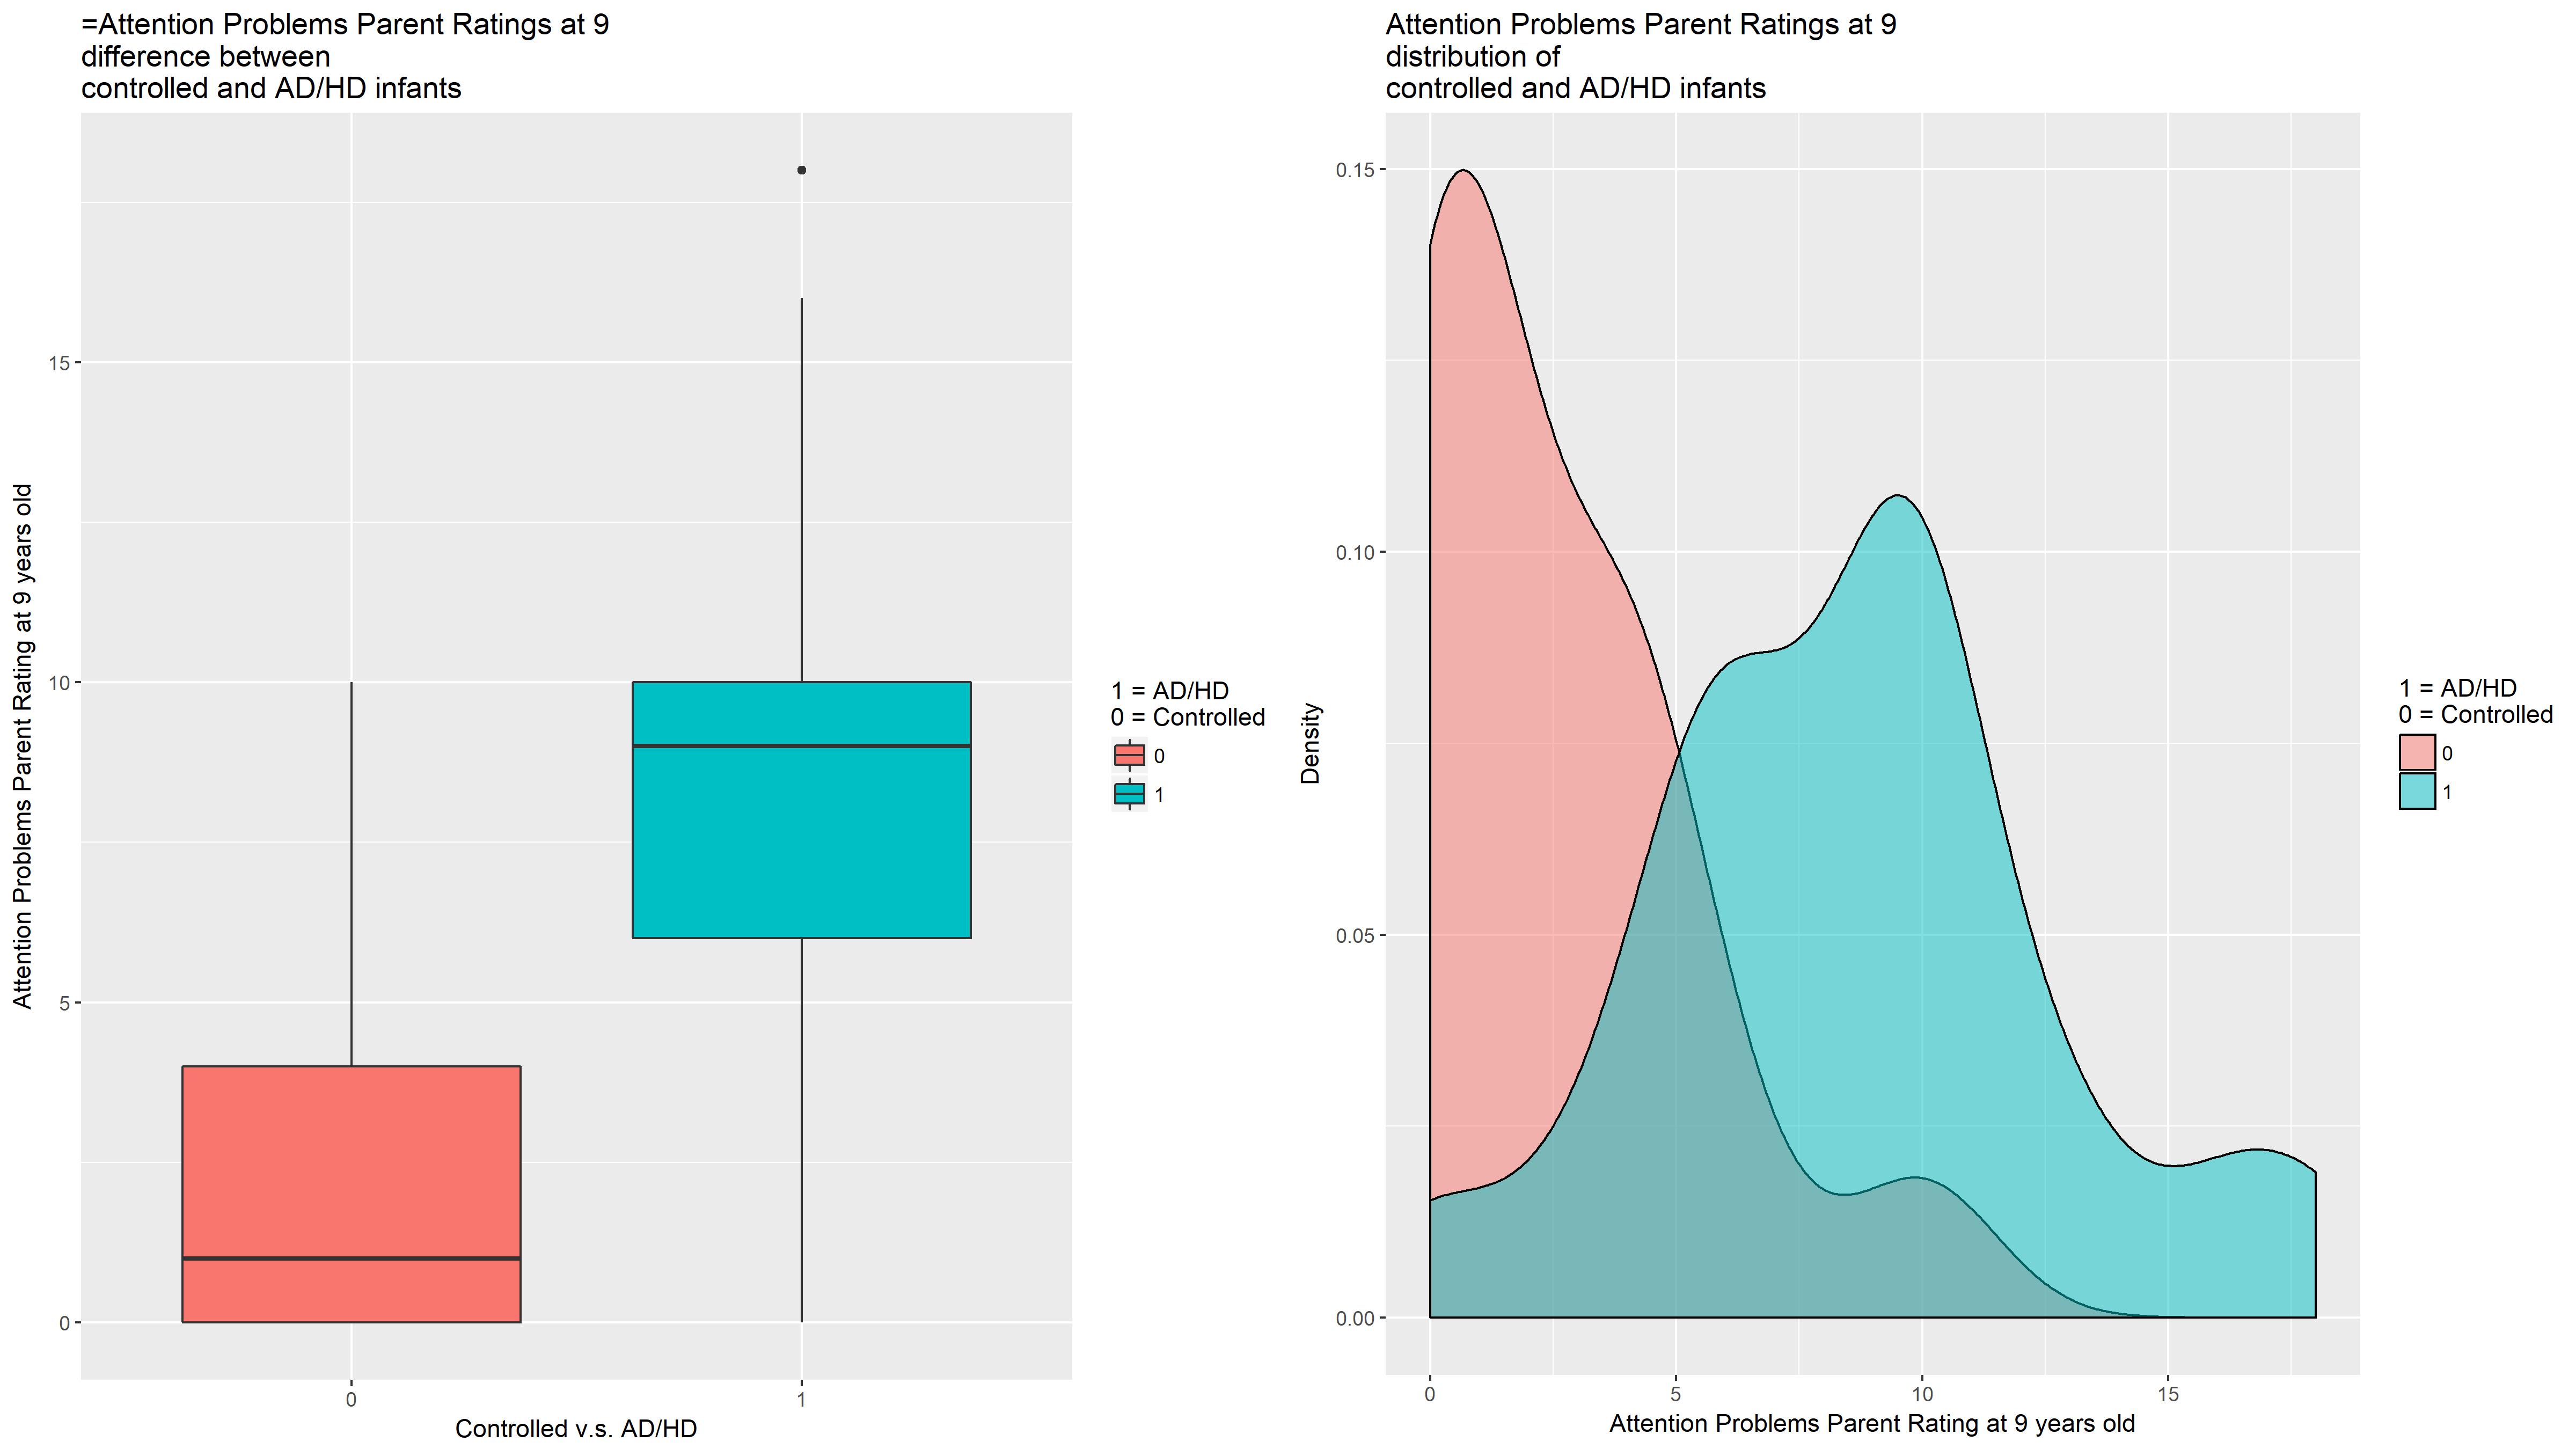 =Attention Problems Parent Ratings at 9
difference between
controlled and AD/HD infants
Attention Problems Parent Rating at 9 years old
15
10
5
0
0
1
Controlled v.s. AD/HD
1 = AD/HD
0 = Controlled
0
1
Attention Problems Parent Ratings at 9
distribution of
controlled and AD/HD infants
Density
0.15
0.10
0.05
0.00
0
5
10
15
Attention Problems Parent Rating at 9 years old
1 = AD/HD
0 = Controlled
0
1